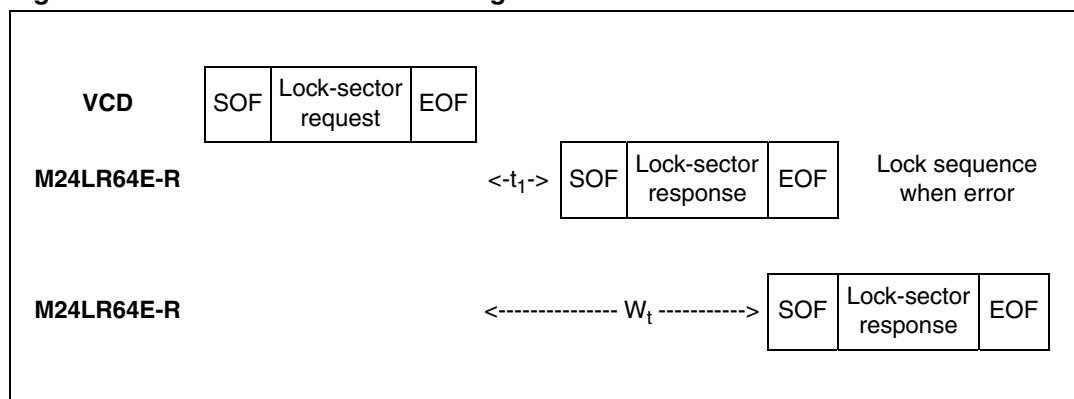 VCD SOF Lock-sector request EOF
M24LR64E-R <-t1-> SOF Lock-sector response EOF Lock sequence when error
M24LR64E-R <--------------- Wt -----------> SOF Lock-sector response EOF